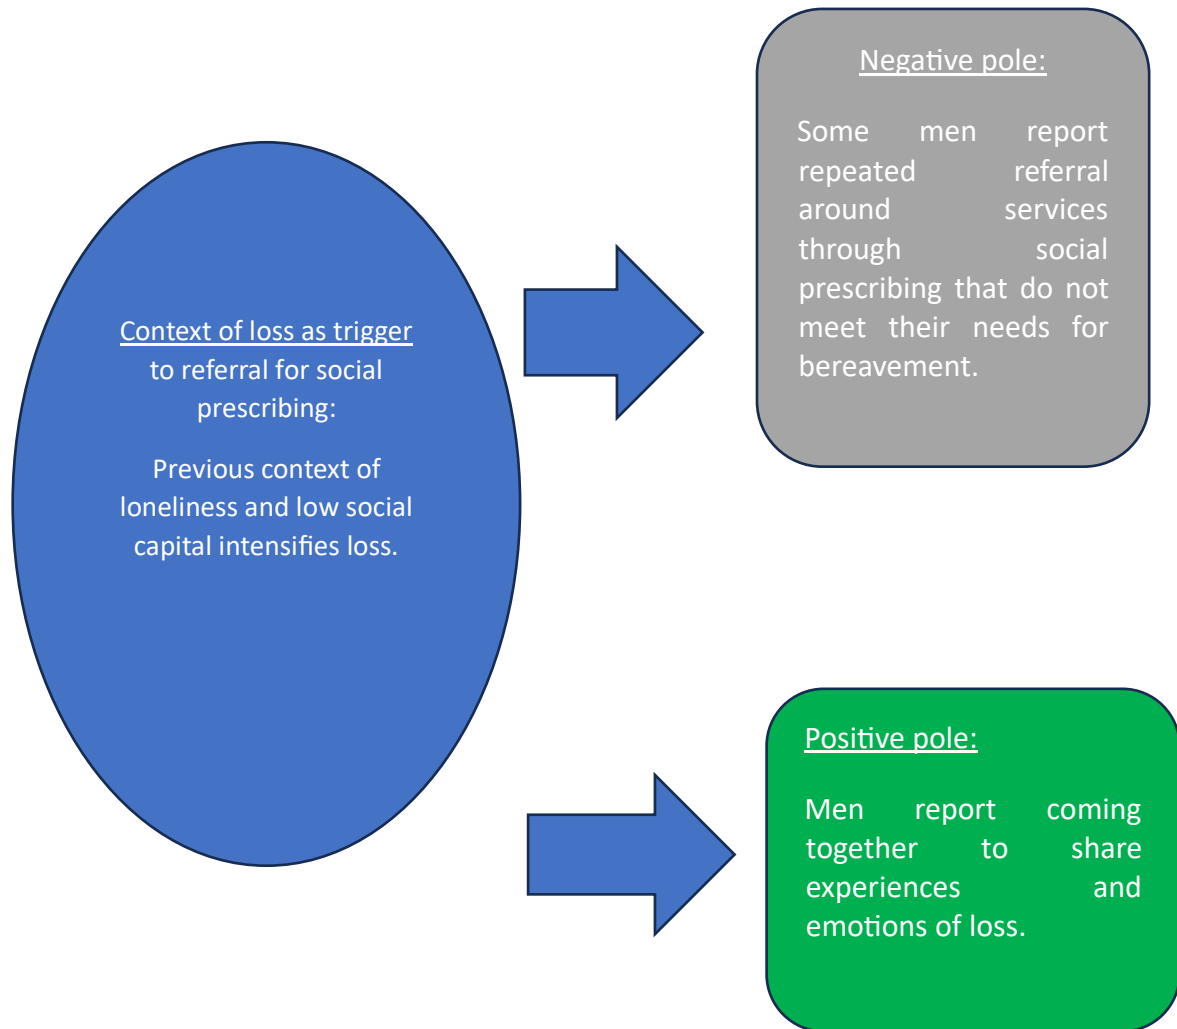 Context of loss as trigger
to referral for social
prescribing:
Previous context of
loneliness and low social
capital intensifies loss.
Negative pole:
Some men report
repeated referral
around services
through social
prescribing that do not
meet their needs for
bereavement.
Positive pole:
Men report coming
together to share
experiences and
emotions of loss.